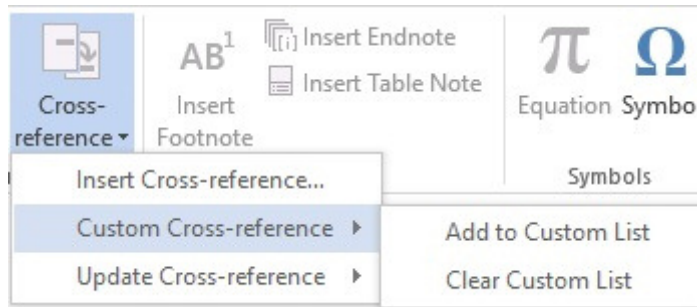 Cross-
reference
AB1
Insert
Footnote
[i] Insert Endnote
Insert Table Note
π
Equation
Ω
Symbo
Symbols
Insert Cross-reference...
Custom Cross-reference
Update Cross-reference
Add to Custom List
Clear Custom List